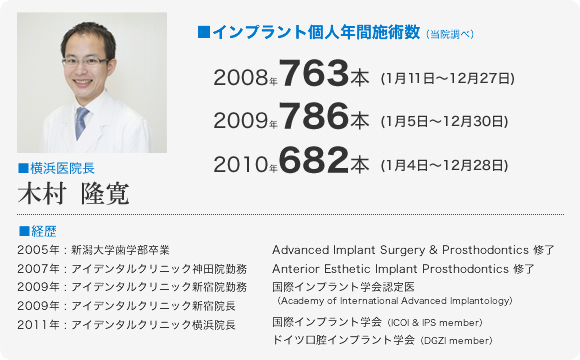 ■インプラント個人年間施術数（当院調べ）
2008年763本 (1月11日～12月27日)
2009年786本 (1月5日～12月30日)
2010年682本 (1月4日～12月28日)
■横浜医院長
木村 隆寛
■経歴
2005年：新潟大学歯学部卒業
2007年：アイデンタルクリニック神田院勤務
2009年：アイデンタルクリニック新宿院勤務
2009年：アイデンタルクリニック新宿院長
2011年：アイデンタルクリニック横浜院長
Advanced Implant Surgery & Prosthodontics 修了
Anterior Esthetic Implant Prosthodontics 修了
国際インプラント学会認定医
（Academy of International Advanced Implantology）
国際インプラント学会（ICOI & IPS member）
ドイツ口腔インプラント学会（DGZI member）